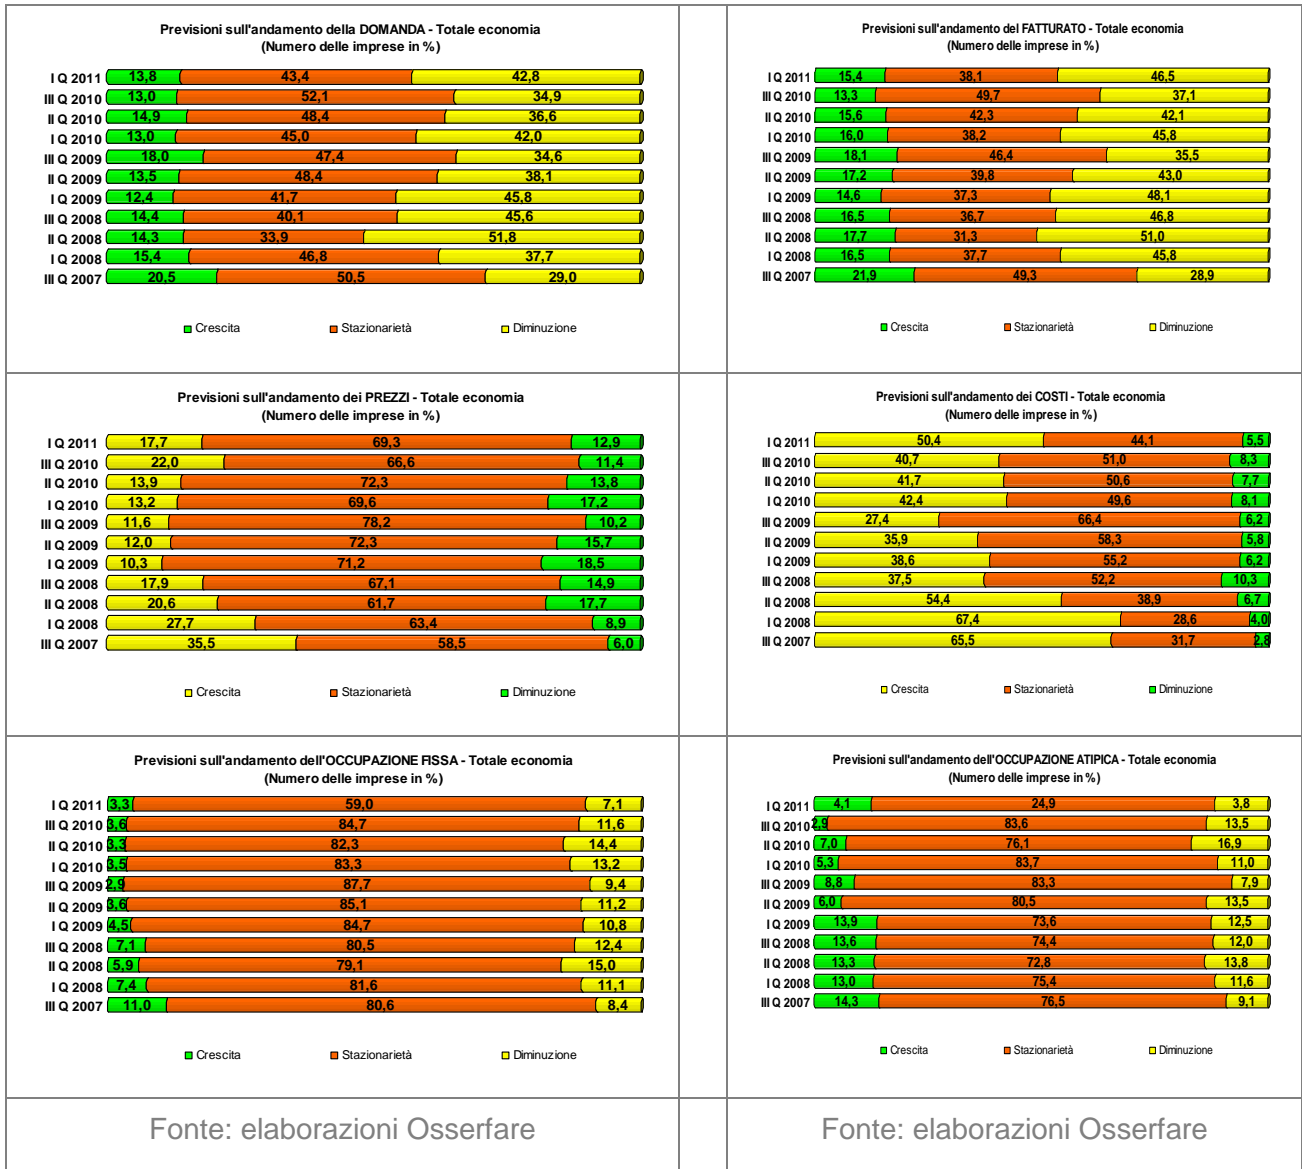 Previsioni sull'andamento della DOMANDA - Totale economia
(Numero delle imprese in %)
I Q 2011 13,8 43,4 42,8
III Q 2010 13,0 52,1 34,9
II Q 2010 14,9 48,4 36,6
I Q 2010 13,0 45,0 42,0
III Q 2009 18,0 47,4 34,6
II Q 2009 13,5 48,4 38,1
I Q 2009 12,4 41,7 45,8
III Q 2008 14,4 40,1 45,6
II Q 2008 14,3 33,9 51,8
I Q 2008 15,4 46,8 37,7
III Q 2007 20,5 50,5 29,0
Crescita Stazionarietà Diminuzione
Previsioni sull'andamento del FATTURATO - Totale economia
(Numero delle imprese in %)
I Q 2011 15,4 38,1 46,5
III Q 2010 13,3 49,7 37,1
II Q 2010 15,6 42,3 42,1
I Q 2010 16,0 38,2 45,8
III Q 2009 18,1 46,4 35,5
II Q 2009 17,2 39,8 43,0
I Q 2009 14,6 37,3 48,1
III Q 2008 16,5 36,7 46,8
II Q 2008 17,7 31,3 51,0
I Q 2008 16,5 37,7 45,8
III Q 2007 21,9 49,3 28,9
Crescita Stazionarietà Diminuzione
Previsioni sull'andamento dei PREZZI - Totale economia
(Numero delle imprese in %)
I Q 2011 17,7 69,3 12,9
III Q 2010 22,0 66,6 11,4
II Q 2010 13,9 72,3 13,8
I Q 2010 13,2 69,6 17,2
III Q 2009 11,6 78,2 10,2
II Q 2009 12,0 72,3 15,7
I Q 2009 10,3 71,2 18,5
III Q 2008 17,9 67,1 14,9
II Q 2008 20,6 61,7 17,7
I Q 2008 27,7 63,4 8,9
III Q 2007 35,5 58,5 6,0
Crescita Stazionarietà Diminuzione
Previsioni sull'andamento dei COSTI - Totale economia
(Numero delle imprese in %)
I Q 2011 50,4 44,1 5,5
III Q 2010 40,7 51,0 8,3
II Q 2010 41,7 50,6 7,7
I Q 2010 42,4 49,6 8,1
III Q 2009 27,4 66,4 6,2
II Q 2009 35,9 58,3 5,8
I Q 2009 38,6 55,2 6,2
III Q 2008 37,5 52,2 10,3
II Q 2008 54,4 38,9 6,7
I Q 2008 67,4 28,6 4,0
III Q 2007 65,5 31,7 2,8
Crescita Stazionarietà Diminuzione
Previsioni sull'andamento dell'OCCUPAZIONE FISSA - Totale economia
(Numero delle imprese in %)
I Q 2011 3,3 59,0 7,1
III Q 2010 3,6 84,7 11,6
II Q 2010 3,3 82,3 14,4
I Q 2010 3,5 83,3 13,2
III Q 2009 2,9 87,7 9,4
II Q 2009 3,6 85,1 11,2
I Q 2009 4,5 84,7 10,8
III Q 2008 7,1 80,5 12,4
II Q 2008 5,9 79,1 15,0
I Q 2008 7,4 81,6 11,1
III Q 2007 11,0 80,6 8,4
Crescita Stazionarietà Diminuzione
Previsioni sull'andamento dell'OCCUPAZIONE ATIPICA - Totale economia
(Numero delle imprese in %)
I Q 2011 4,1 24,9 3,8
III Q 2010 2,9 83,6 13,5
II Q 2010 7,0 76,1 16,9
I Q 2010 5,3 83,7 11,0
III Q 2009 8,8 83,3 7,9
II Q 2009 6,0 80,5 13,5
I Q 2009 13,9 73,6 12,5
III Q 2008 13,6 74,4 12,0
II Q 2008 13,3 72,8 13,8
I Q 2008 13,0 75,4 11,6
III Q 2007 14,3 76,5 9,1
Crescita Stazionarietà Diminuzione
Fonte: elaborazioni Osserfare
Fonte: elaborazioni Osserfare